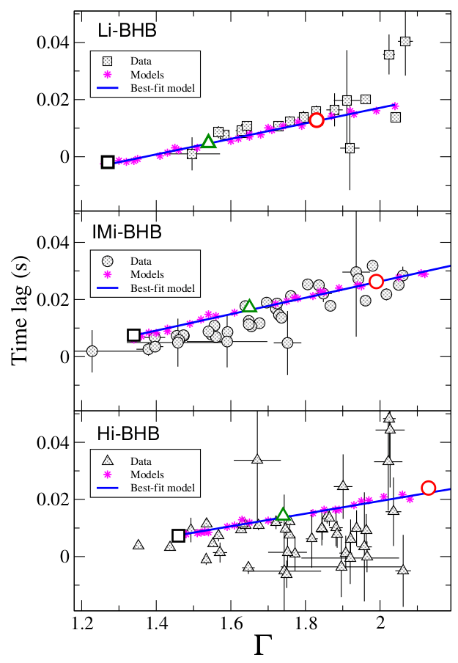 Li-BHB
Data
Models
Best-fit model
0.04
0.02
0
IMi-BHB
Data
Models
Best-fit model
0.04
0.02
0
Time lag (s)
Hi-BHB
Data
Models
Best-fit model
0.04
0.02
0
1.2 1.4 1.6 1.8 2
Γ